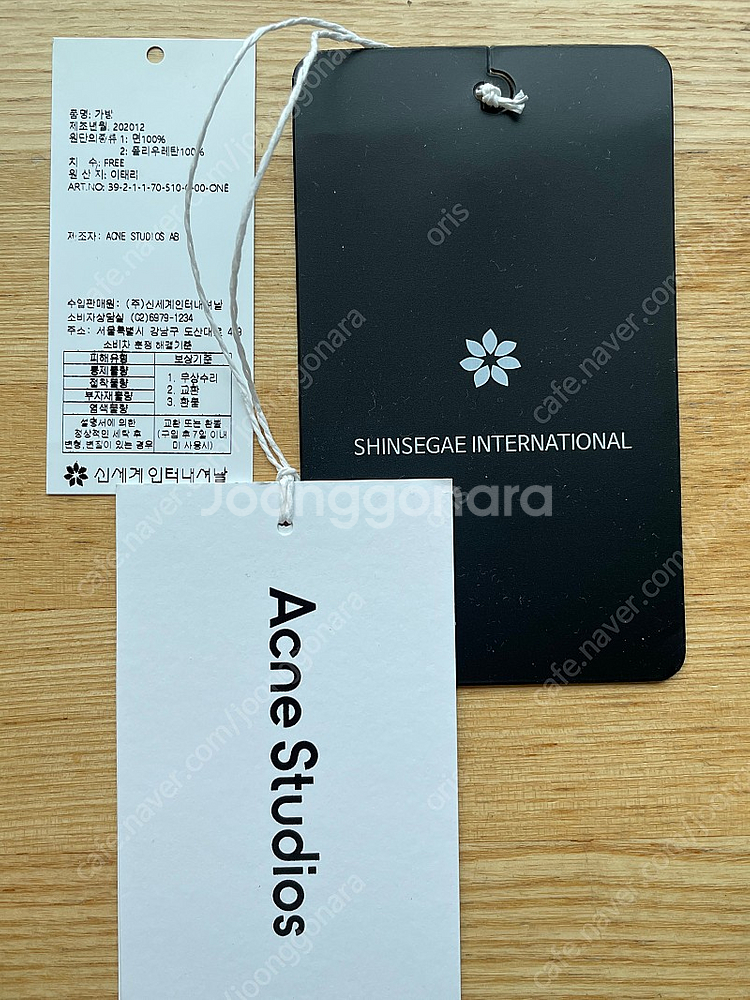 품명: 가방
제조년월: 202012
원단의종류 1: 면100%
2: 폴리우레탄100%
치 수: FREE
원 산 지: 이태리
ART.NO: 39-2-1-1-70-510- -00-ONE
제조자: ACNE STUDIOS AB
수입판매원: (주)신세계인터내셔날
소비자상담실 (02)6979-1234
주소: 서울특별시 강남구 도산대로 449
소비자 분쟁 해결기준
피해유형 보상기준
봉제불량
접착불량
부자재불량
염색불량
1. 무상수리
2. 교환
3. 환불
설명서에 의한
정상적인 세탁 후
변형,변질이 있는 경우
교환 또는 환불
(구입 후 7일 이내
미 사용시)
신세계인터내셔날
SHINSEGAE INTERNATIONAL
Acne Studios
Joonggonara
oris
cafe.naver.com/joonggonara